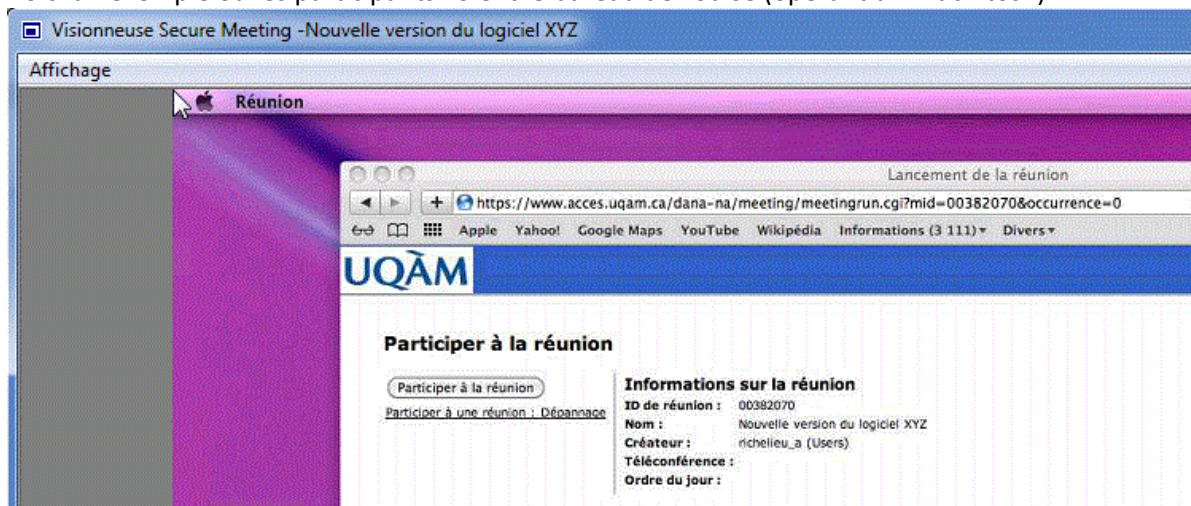 Visionneuse Secure Meeting -Nouvelle version du logiciel XYZ
Affichage
Réunion
Lancement de la réunion
https://www.acces.uqam.ca/dana-na/meeting/meetingrun.cgi?mid=00382070&occurrence=0
Apple Yahoo! Google Maps YouTube Wikipédia Informations (3 111) Divers
UQÀM
Participer à la réunion
Participer à la réunion
Participer à une réunion : Dépannage
Informations sur la réunion
ID de réunion : 00382070
Nom : Nouvelle version du logiciel XYZ
Créateur : richelieu_a (Users)
Téléconférence :
Ordre du jour :